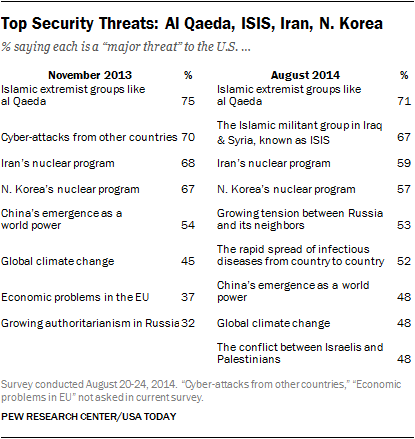 Top Security Threats: Al Qaeda, ISIS, Iran, N. Korea
% saying each is a “major threat” to the U.S. ...
November 2013 %
Islamic extremist groups like
al Qaeda 75
Cyber-attacks from other countries 70
Iran’s nuclear program 68
N. Korea’s nuclear program 67
China’s emergence as a
world power 54
Global climate change 45
Economic problems in the EU 37
Growing authoritarianism in Russia 32
August 2014 %
Islamic extremist groups like
al Qaeda 71
The Islamic militant group in Iraq
& Syria, known as ISIS 67
Iran’s nuclear program 59
N. Korea’s nuclear program 57
Growing tension between Russia
and its neighbors 53
The rapid spread of infectious
diseases from country to country 52
China’s emergence as a world
power 48
Global climate change 48
The conflict between Israelis and
Palestinians 48
Survey conducted August 20-24, 2014. “Cyber-attacks from other countries,” “Economic
problems in EU” not asked in current survey.
PEW RESEARCH CENTER/USA TODAY